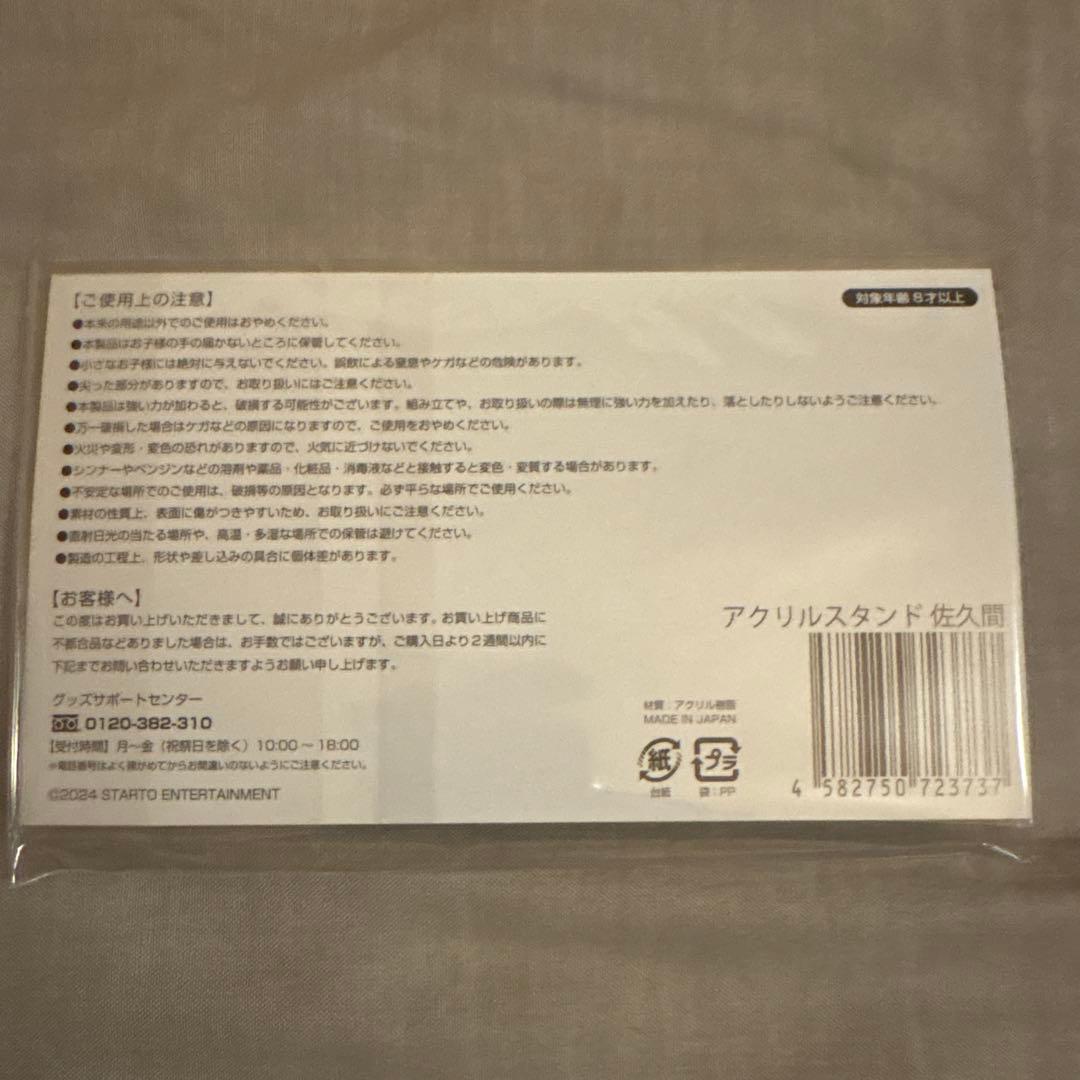 【ご使用上の注意】
対象年齢8才以上
●本来の用途以外でのご使用はおやめください。
●本製品はお子様の手の届かないところに保管してください。
●小さなお子様には絶対に与えないでください。誤飲による窒息やケガなどの危険があります。
●尖った部分がありますので、お取り扱いにはご注意ください。
●本製品は強い力が加わると、破損する可能性がございます。組み立てや、お取り扱いの際は無理に強い力を加えたり、落としたりしないようご注意ください。
●万一破損した場合はケガなどの原因になりますので、ご使用をおやめください。
●火災や変形・変色の恐れがありますので、火気に近づけないでください。
●シンナーやベンジンなどの溶剤や薬品・化粧品・消毒液などと接触すると変色・変質する場合があります。
●不安定な場所でのご使用は、破損等の原因となります。必ず平らな場所でご使用ください。
●素材の性質上、表面に傷がつきやすいため、お取り扱いにご注意ください。
●直射日光の当たる場所や、高温・多湿な場所での保管は避けてください。
●製造の工程上、形状や差し込みの具合に個体差があります。
【お客様へ】
この度はお買い上げいただきまして、誠にありがとうございます。お買い上げ商品に
不都合品などありました場合は、お手数ではございますが、ご購入日より2週間以内に
下記までお問い合わせいただきますようお願い申し上げます。
グッズサポートセンター
0120-382-310
【受付時間】月〜金（祝祭日を除く）10:00〜18:00
※電話番号はよく確かめてからお間違いのないようにご注意ください。
©2024 STARTO ENTERTAINMENT
アクリルスタンド 佐久間
材質：アクリル樹脂
MADE IN JAPAN
紙 プラ
台紙 袋：PP
4 582750 723737